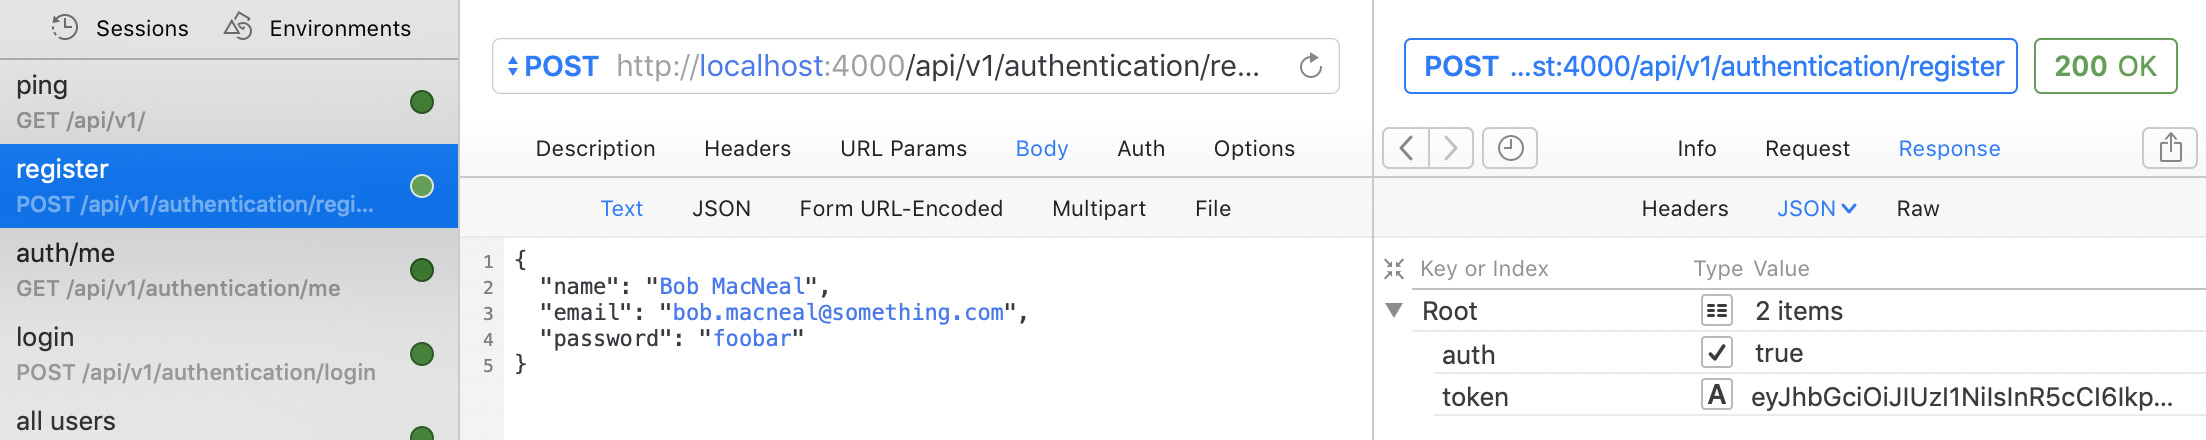 Sessions
Environments
ping
GET /api/v1/
register
POST /api/v1/authentication/regi...
auth/me
GET /api/v1/authentication/me
login
POST /api/v1/authentication/login
all users
POST http://localhost:4000/api/v1/authentication/re...
Description Headers URL Params Body Auth Options
Text JSON Form URL-Encoded Multipart File
1 {
2 "name": "Bob MacNeal",
3 "email": "bob.macneal@something.com",
4 "password": "foobar"
5 }
POST ...st:4000/api/v1/authentication/register
200 OK
Info Request Response
Headers JSON Raw
Key or Index Type Value
Root 2 items
auth true
token A eyJhbGciOiJIUzI1NiIsInR5cCI6Ikp...